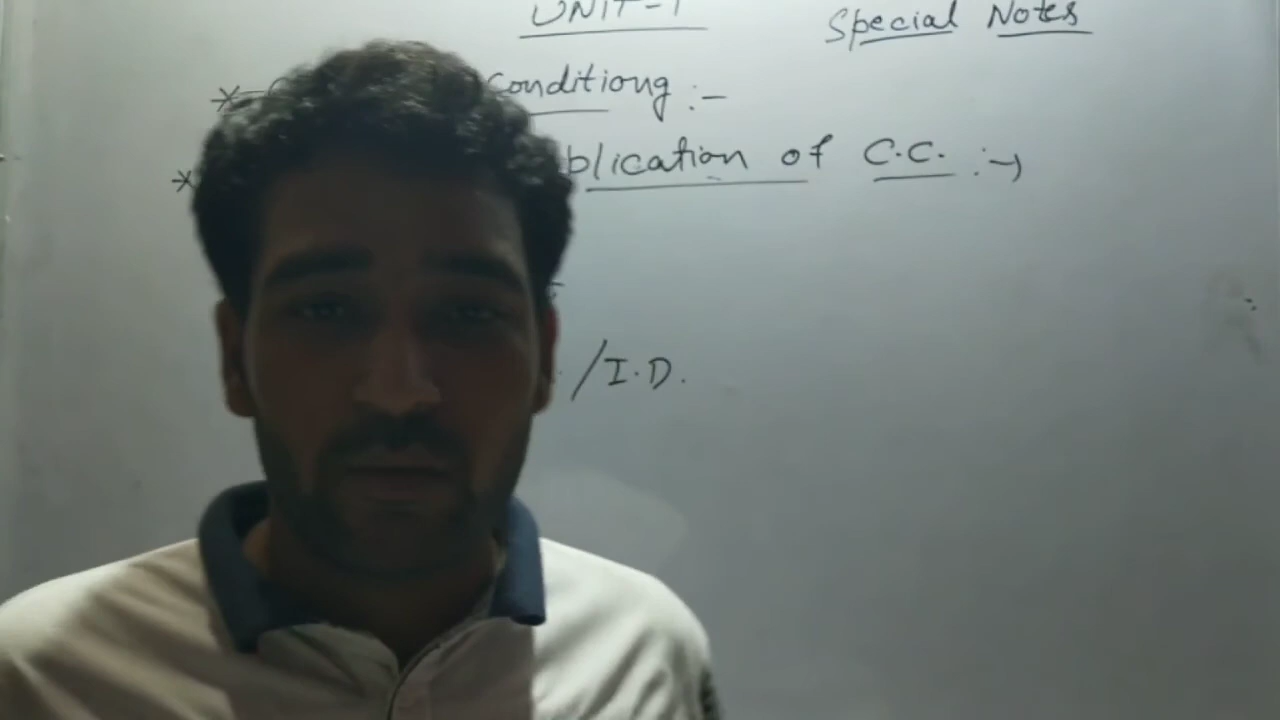 UNIT-1 Special Notes
* conditiong :-
* blication of C.C. :→
/I.D.